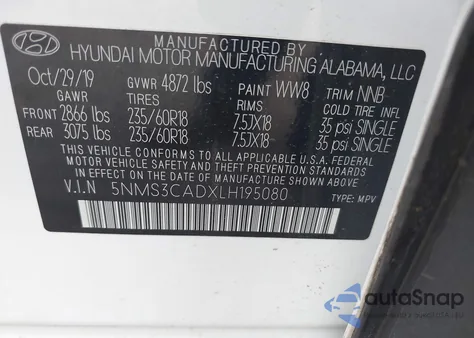 MANUFACTURED BY
HYUNDAI MOTOR MANUFACTURING ALABAMA, LLC
Oct/29/19 GVWR 4872 lbs PAINT WW8 TRIM NNB
GAWR TIRES RIMS COLD TIRE INFL
FRONT 2866 lbs 235/60R18 7.5JX18 35 psi SINGLE
REAR 3075 lbs 235/60R18 7.5JX18 35 psi SINGLE
THIS VEHICLE CONFORMS TO ALL APPLICABLE U.S. FEDERAL
MOTOR VEHICLE SAFETY AND THEFT PREVENTION STANDARDS
IN EFFECT ON THE DATE OF MANUFACTURE SHOWN ABOVE.
V.I.N 5NMS3CADXLH195080 TYPE: MPV
autoSnap